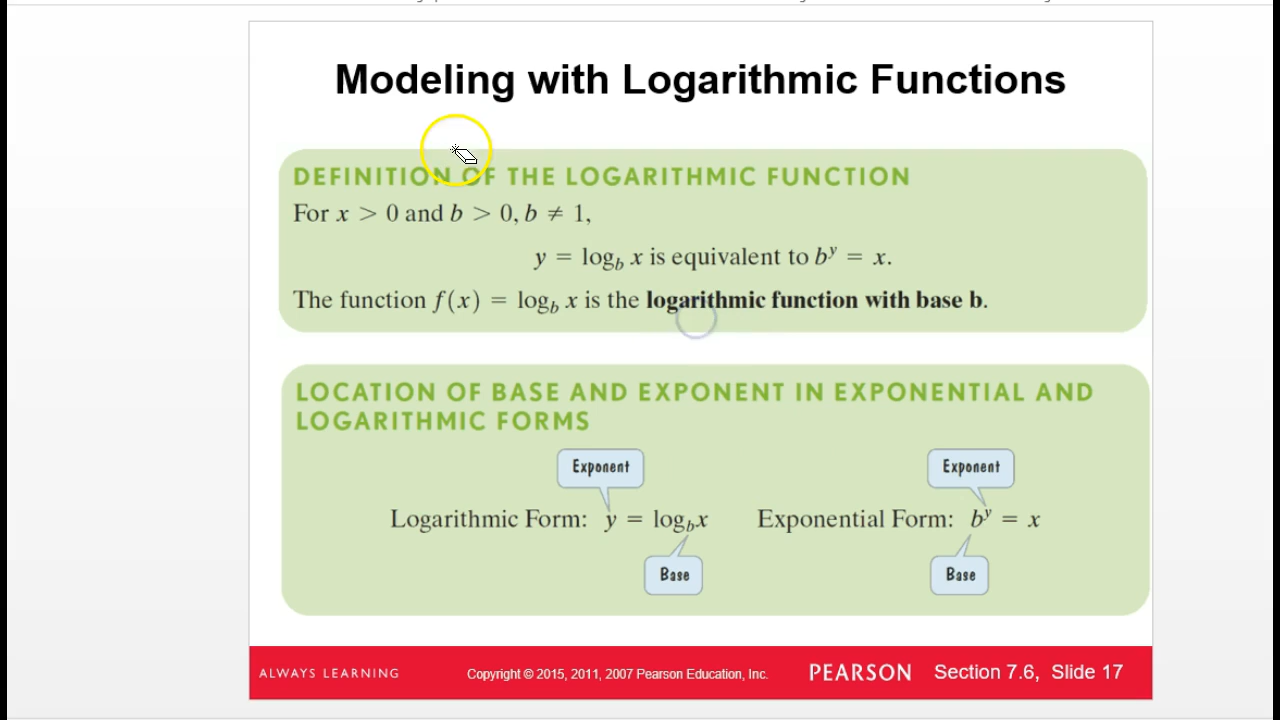 Modeling with Logarithmic Functions
DEFINITION OF THE LOGARITHMIC FUNCTION
For x > 0 and b > 0, b ≠ 1,
y = log_b x is equivalent to b^y = x.
The function f(x) = log_b x is the logarithmic function with base b.
LOCATION OF BASE AND EXPONENT IN EXPONENTIAL AND
LOGARITHMIC FORMS
Exponent Exponent
Logarithmic Form: y = log_b x Exponential Form: b^y = x
Base Base
ALWAYS LEARNING Copyright © 2015, 2011, 2007 Pearson Education, Inc. PEARSON Section 7.6, Slide 17